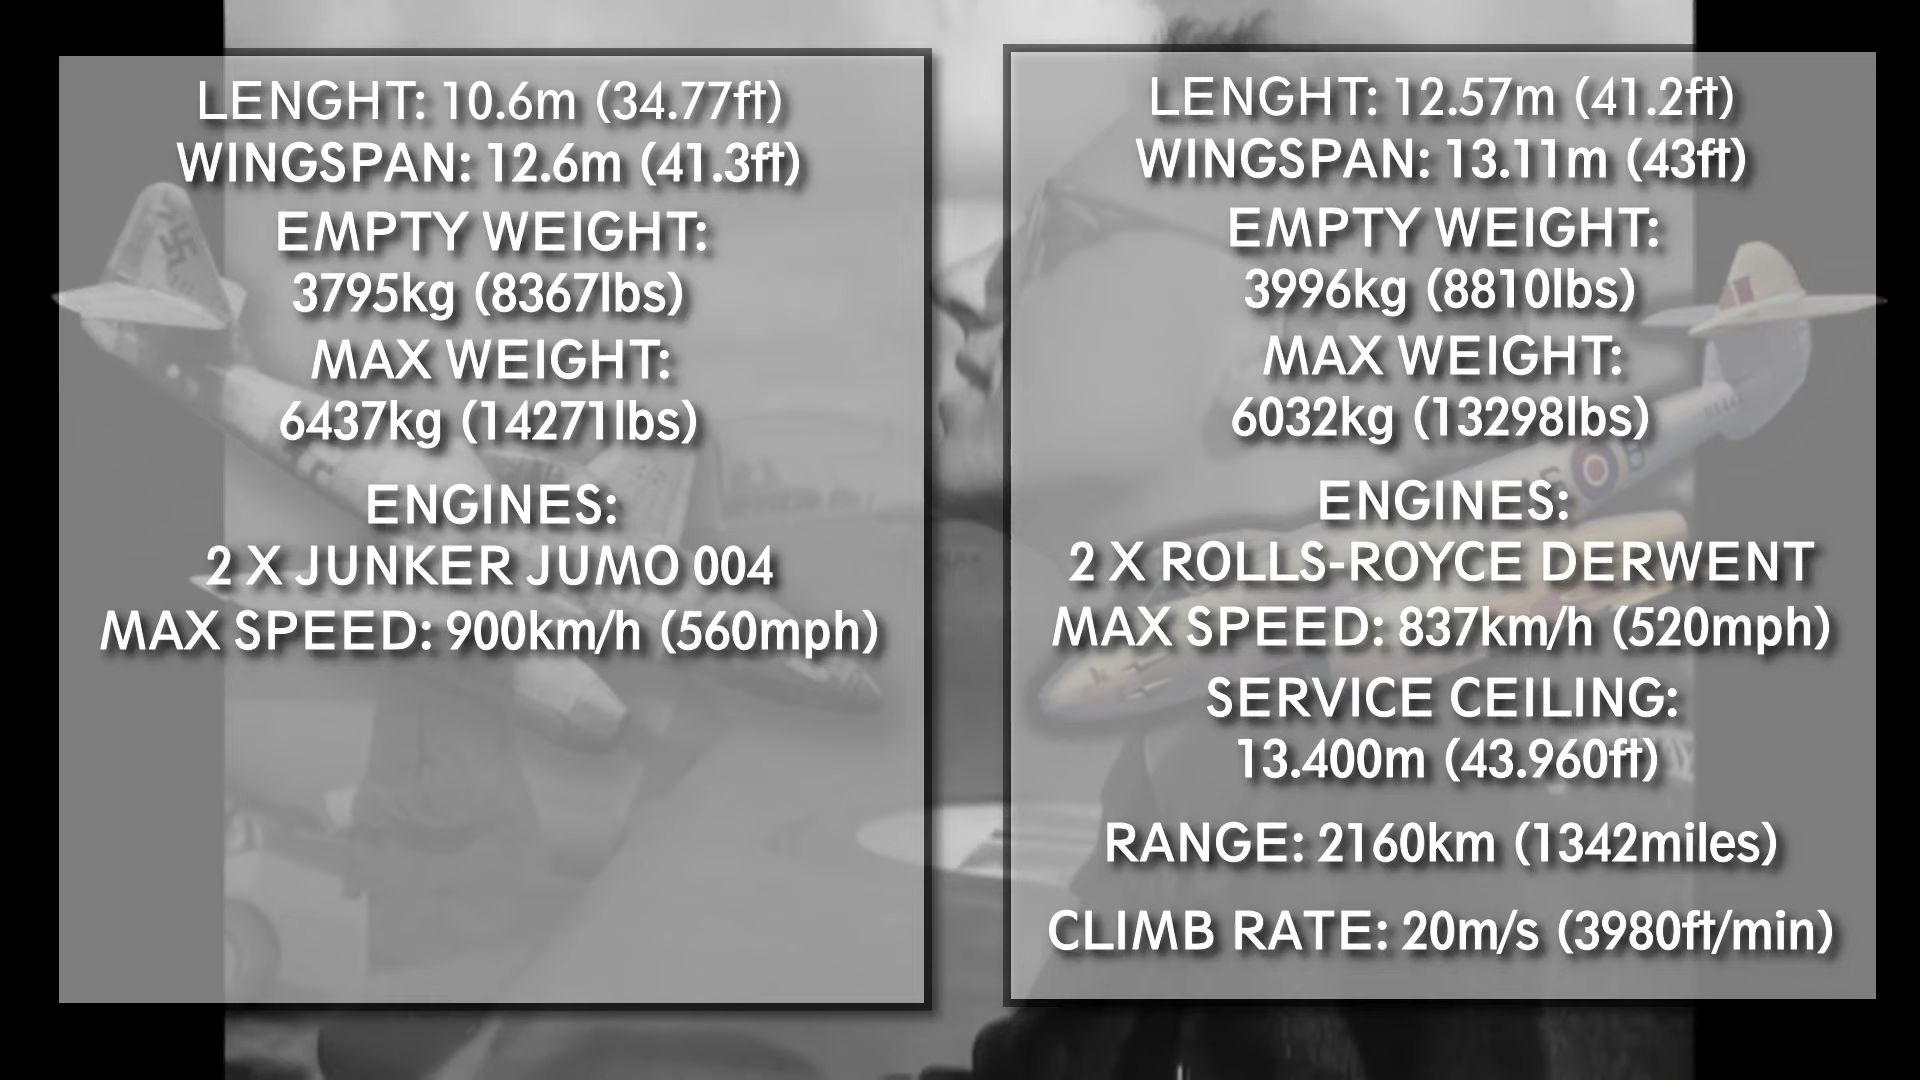 LENGHT: 10.6m (34.77ft)
WINGSPAN: 12.6m (41.3ft)
EMPTY WEIGHT:
3795kg (8367lbs)
MAX WEIGHT:
6437kg (14271lbs)
ENGINES:
2 X JUNKER JUMO 004
MAX SPEED: 900km/h (560mph)
LENGHT: 12.57m (41.2ft)
WINGSPAN: 13.11m (43ft)
EMPTY WEIGHT:
3996kg (8810lbs)
MAX WEIGHT:
6032kg (13298lbs)
ENGINES:
2 X ROLLS-ROYCE DERWENT
MAX SPEED: 837km/h (520mph)
SERVICE CEILING:
13.400m (43.960ft)
RANGE: 2160km (1342miles)
CLIMB RATE: 20m/s (3980ft/min)